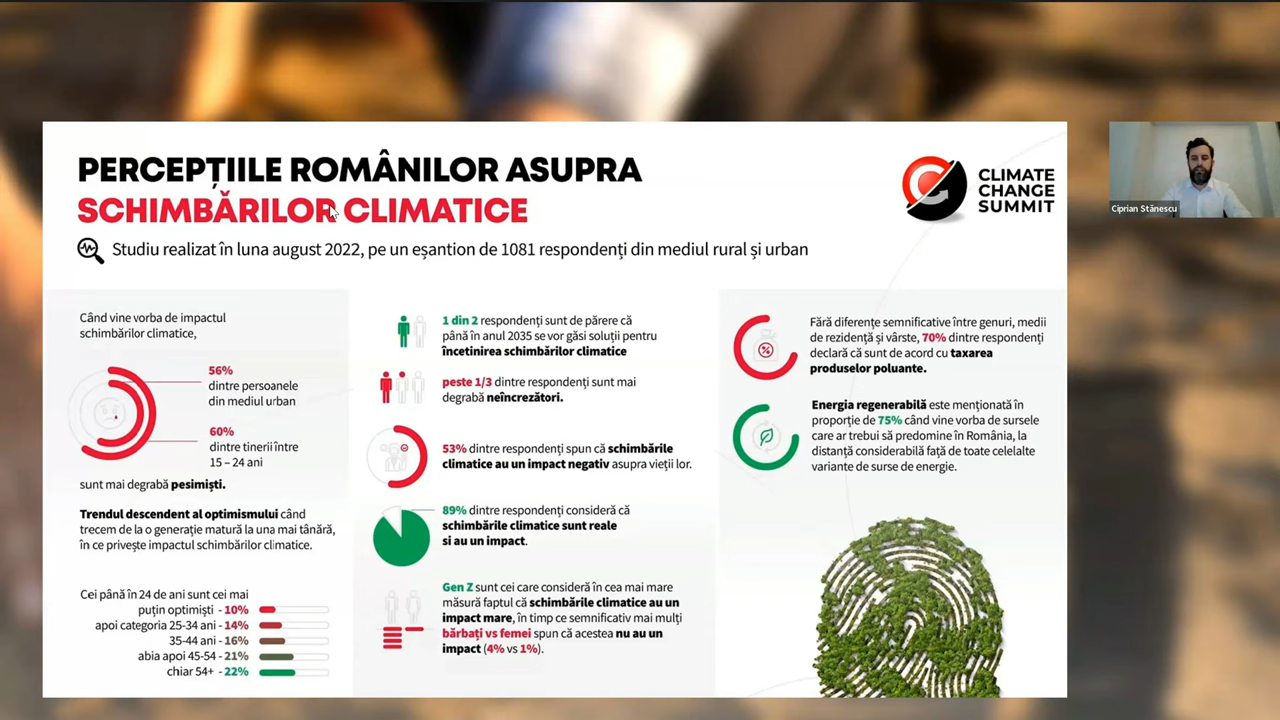 PERCEPȚIILE ROMÂNILOR ASUPRA
SCHIMBĂRILOR CLIMATICE
Studiu realizat în luna august 2022, pe un eșantion de 1081 respondenți din mediul rural și urban
CLIMATE
CHANGE
SUMMIT
Ciprian Stănescu
Când vine vorba de impactul
schimbărilor climatice,
56%
dintre persoanele
din mediul urban
60%
dintre tinerii între
15 – 24 ani
sunt mai degrabă pesimiști.
Trendul descendent al optimismului când
trecem de la o generație matură la una mai tânără,
în ce privește impactul schimbărilor climatice.
Cei până în 24 de ani sunt cei mai
puțin optimiști - 10%
apoi categoria 25-34 ani - 14%
35-44 ani - 16%
abia apoi 45-54 - 21%
chiar 54+ - 22%
1 din 2 respondenți sunt de părere că
până în anul 2035 se vor găsi soluții pentru
încetinirea schimbărilor climatice
peste 1/3 dintre respondenți sunt mai
degrabă neîncrezători.
53% dintre respondenți spun că schimbările
climatice au un impact negativ asupra vieții lor.
89% dintre respondenți consideră că
schimbările climatice sunt reale
si au un impact.
Gen Z sunt cei care consideră în cea mai mare
măsură faptul că schimbările climatice au un
impact mare, în timp ce semnificativ mai mulți
bărbați vs femei spun că acestea nu au un
impact (4% vs 1%).
Fără diferențe semnificative între genuri, medii
de rezidență și vârste, 70% dintre respondenți
declară că sunt de acord cu taxarea
produselor poluante.
Energia regenerabilă este menționată în
proporție de 75% când vine vorba de sursele
care ar trebui să predomine în România, la
distanță considerabilă față de toate celelalte
variante de surse de energie.